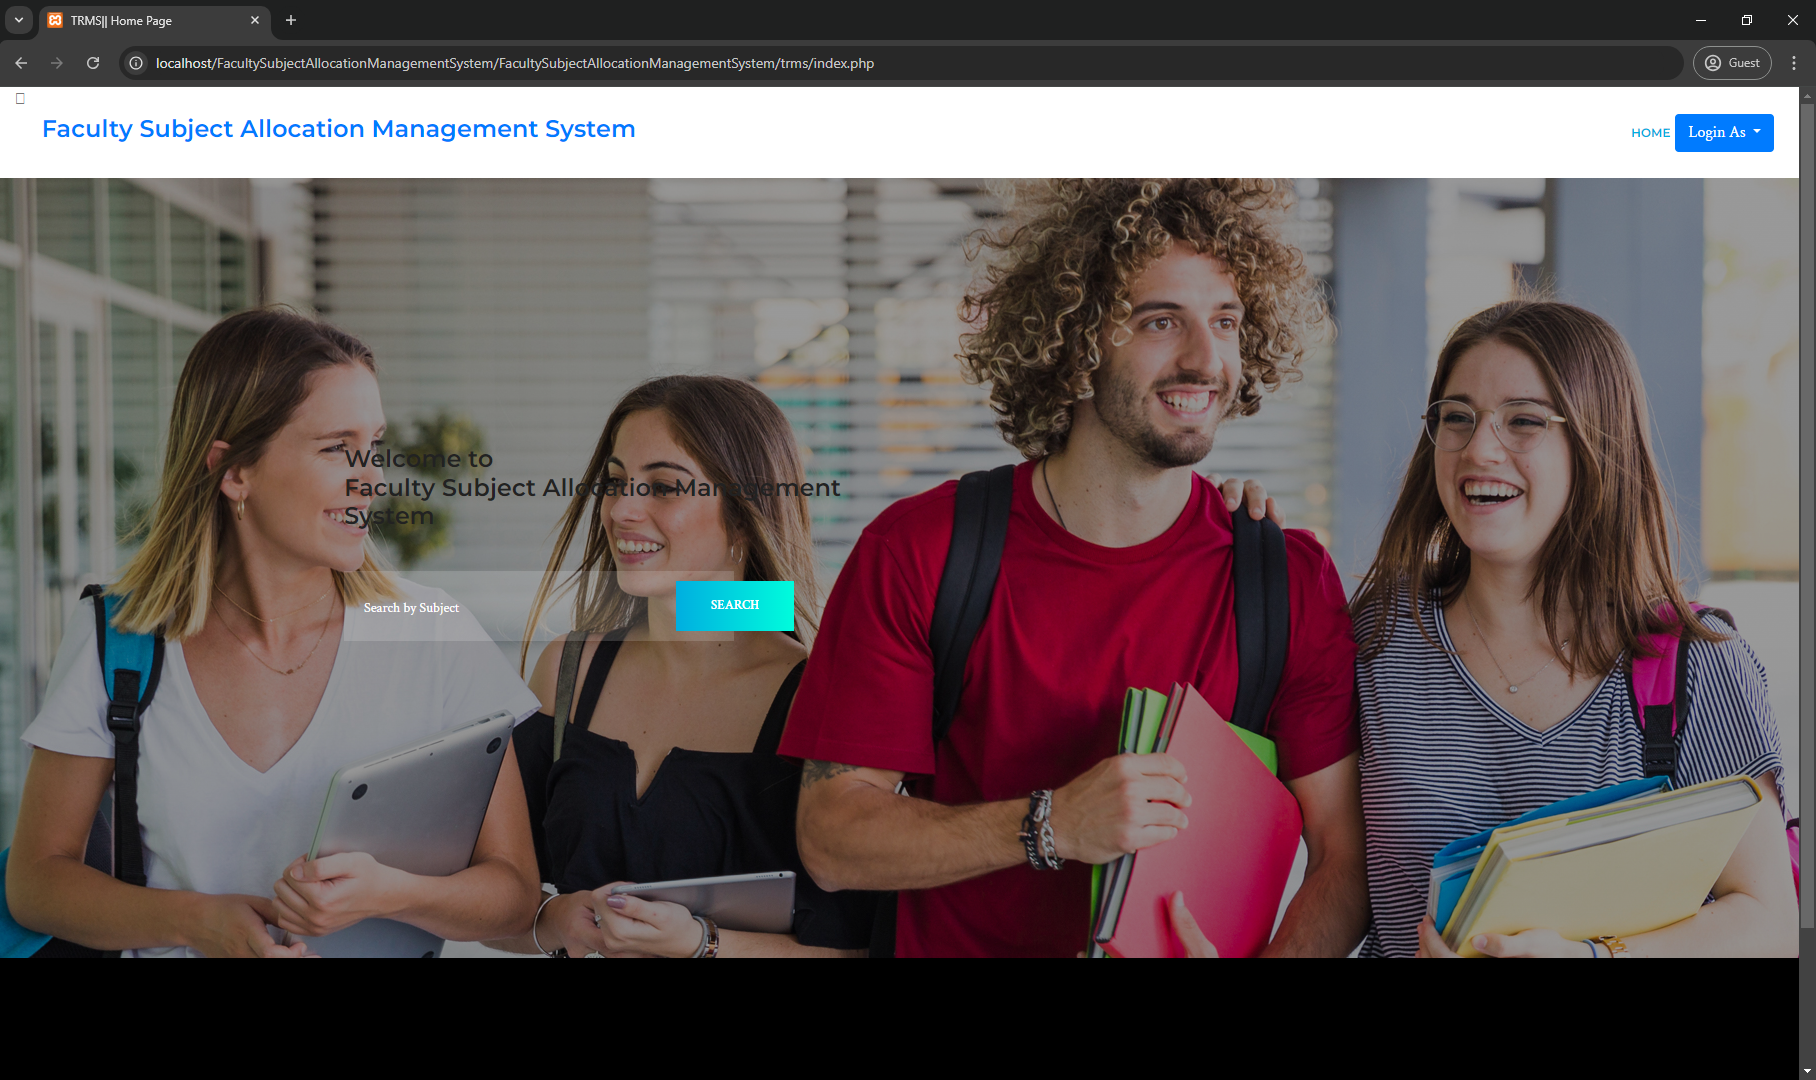 TRMS|| Home Page
localhost/FacultySubjectAllocationManagementSystem/FacultySubjectAllocationManagementSystem/trms/index.php
Guest
Faculty Subject Allocation Management System
HOME
Login As
Welcome to
Faculty Subject Allocation Management
System
Search by Subject
SEARCH